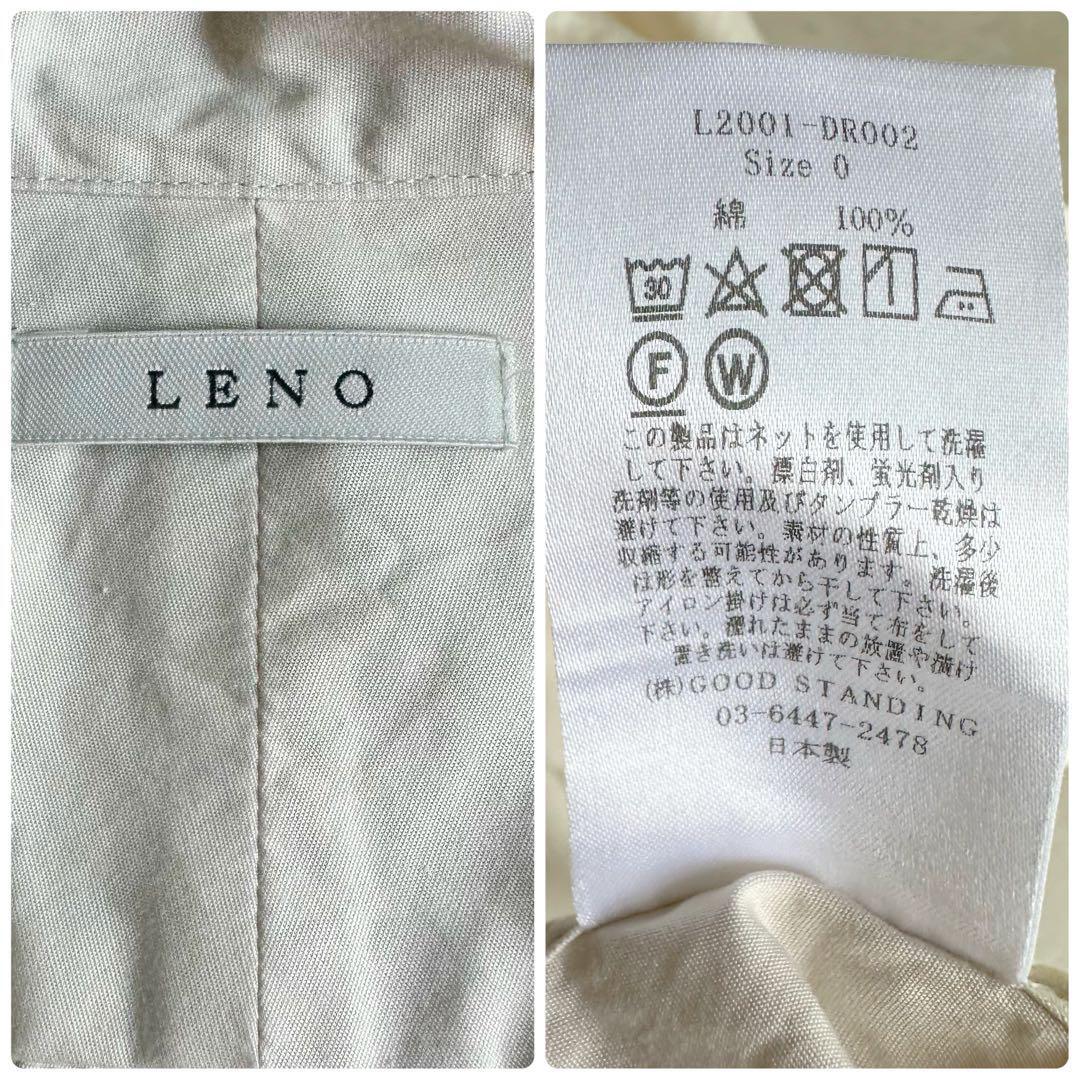 LENO
L2001-DR002
Size 0
綿 100%
30
F W
この製品はネットを使用して洗濯
して下さい。漂白剤、蛍光剤入り
洗剤等の使用及びタンブラー乾燥は
避けて下さい。素材の性質上、多少
収縮する可能性があります。洗濯後
は形を整えてから干して下さい。
アイロン掛けは必ず当て布をして
下さい。濡れたままの放置や漬け
置き洗いは避けて下さい。
(株)GOOD STANDING
03-6447-2478
日本製